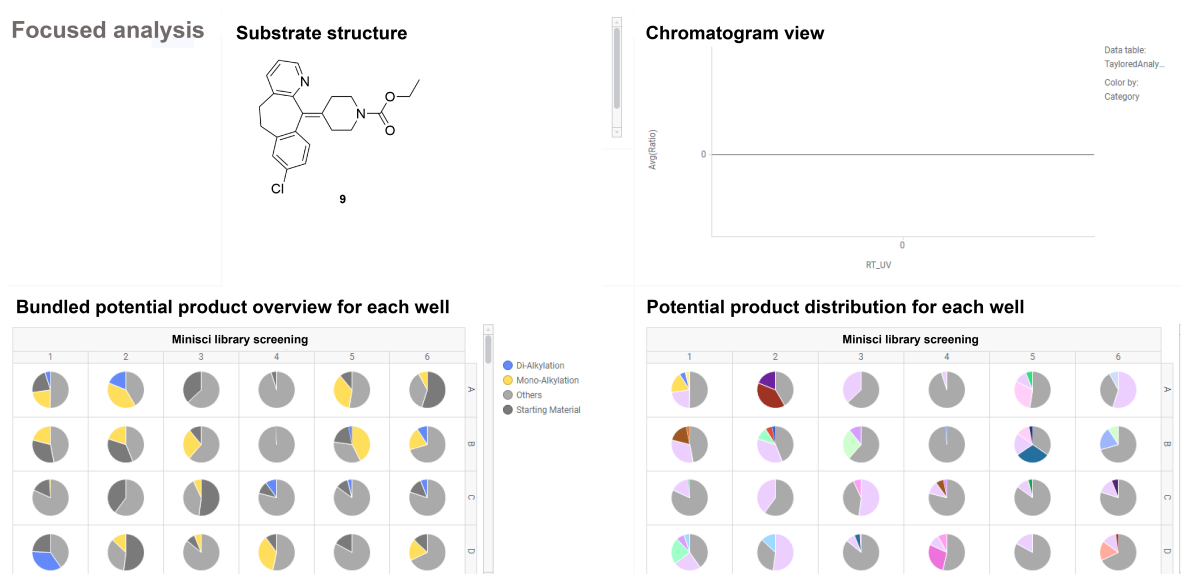 Focused analysis
Substrate structure
N
N
O
O
Cl
9
Chromatogram view
Data table:
TayloredAnaly...
Color by:
Category
Avg(Ratio)
0
0
RT_UV
Bundled potential product overview for each well
Minisci library screening
1 2 3 4 5 6
A
B
C
D
Di-Alkylation
Mono-Alkylation
Others
Starting Material
Potential product distribution for each well
Minisci library screening
1 2 3 4 5 6
A
B
C
D